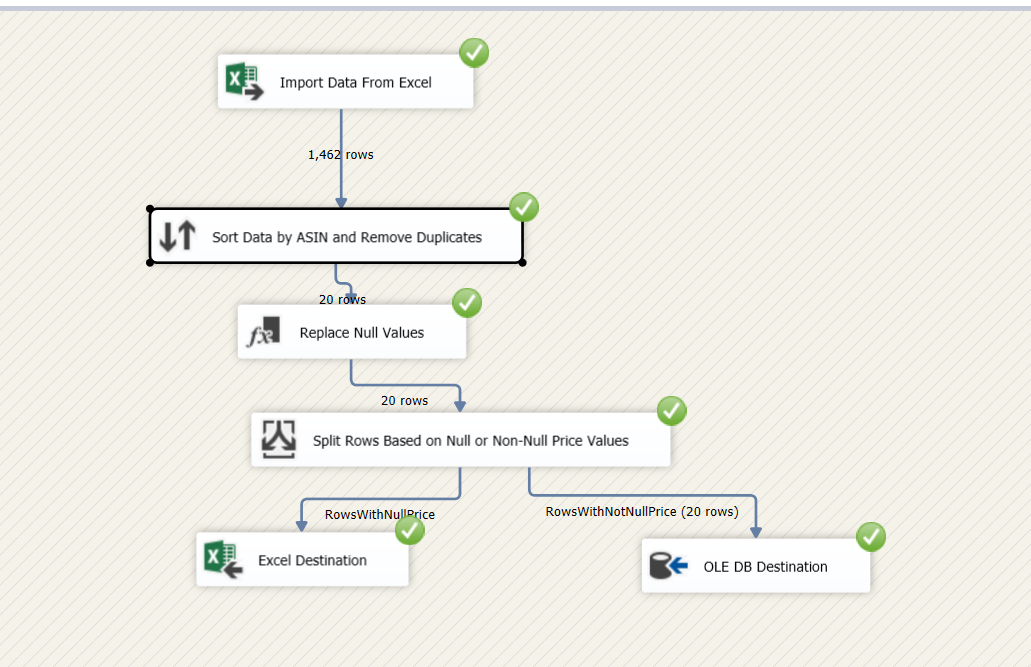 Import Data From Excel
1,462 rows
Sort Data by ASIN and Remove Duplicates
20 rows
fx
Replace Null Values
20 rows
Split Rows Based on Null or Non-Null Price Values
RowsWithNullPrice
RowsWithNotNullPrice (20 rows)
Excel Destination
OLE DB Destination